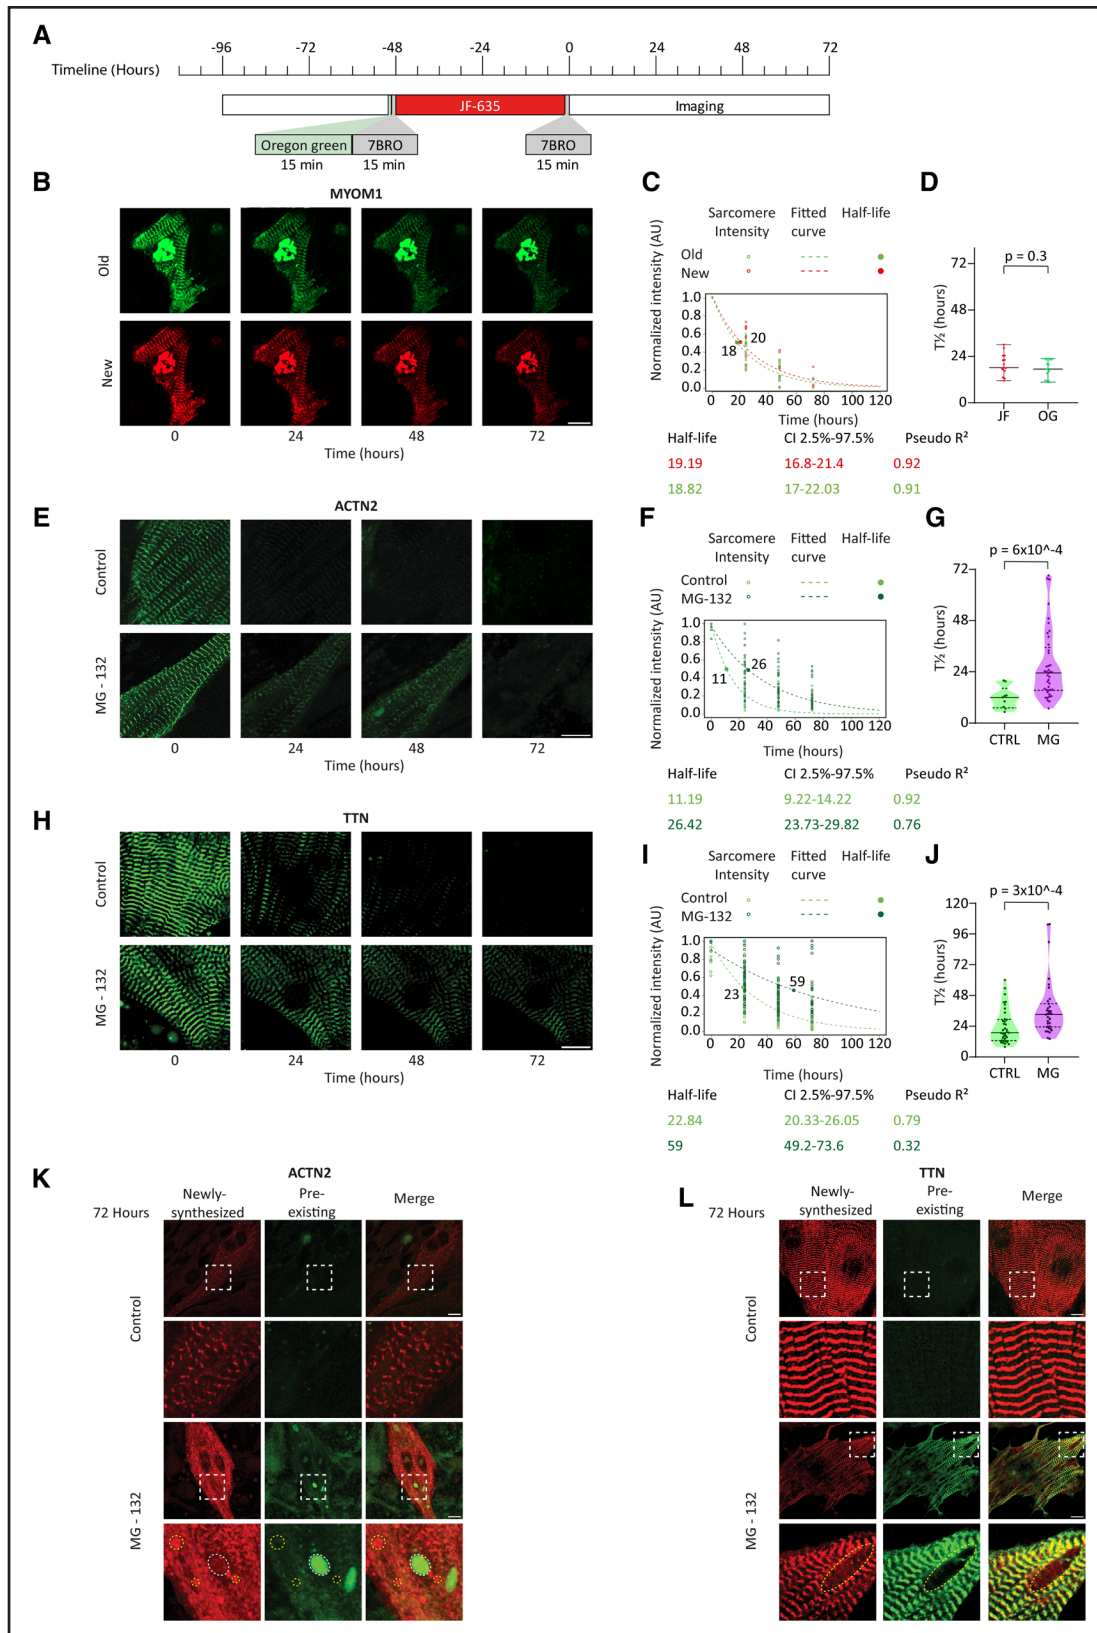 A
-96 -72 -48 -24 0 24 48 72
Timeline (Hours)
JF-635 Imaging
Oregon green 7BRO 7BRO
15 min 15 min 15 min
B
MYOM1
Old
New
0 24 48 72
Time (hours)
C
Sarcomere Fitted Half-life
Intensity curve
Old
New
Normalized intensity (AU)
1.0
0.8
0.6
0.4
0.2
0.0
18
20
0 20 40 60 80 100 120
Time (hours)
Half-life CI 2.5%-97.5% Pseudo R²
19.19 16.8-21.4 0.92
18.82 17-22.03 0.91
D
p = 0.3
T½ (hours)
72
48
24
0
JF OG
E
ACTN2
Control
MG - 132
0 24 48 72
Time (hours)
F
Sarcomere Fitted Half-life
Intensity curve
Control
MG-132
Normalized intensity (AU)
1.0
0.8
0.6
0.4
0.2
0.0
11
26
0 20 40 60 80 100 120
Time (hours)
Half-life CI 2.5%-97.5% Pseudo R²
11.19 9.22-14.22 0.92
26.42 23.73-29.82 0.76
G
p = 6x10^-4
T½ (hours)
72
48
24
0
CTRL MG
H
TTN
Control
MG - 132
0 24 48 72
Time (hours)
I
Sarcomere Fitted Half-life
Intensity curve
Control
MG-132
Normalized intensity (AU)
1.0
0.8
0.6
0.4
0.2
0.0
23
59
0 20 40 60 80 100 120
Time (hours)
Half-life CI 2.5%-97.5% Pseudo R²
22.84 20.33-26.05 0.79
59 49.2-73.6 0.32
J
p = 3x10^-4
T½ (hours)
120
96
72
48
24
0
CTRL MG
K
ACTN2
72 Hours
Newly- Pre- Merge
synthesized existing
Control
MG - 132
L
TTN
72 Hours
Newly- Pre- Merge
synthesized existing
Control
MG - 132